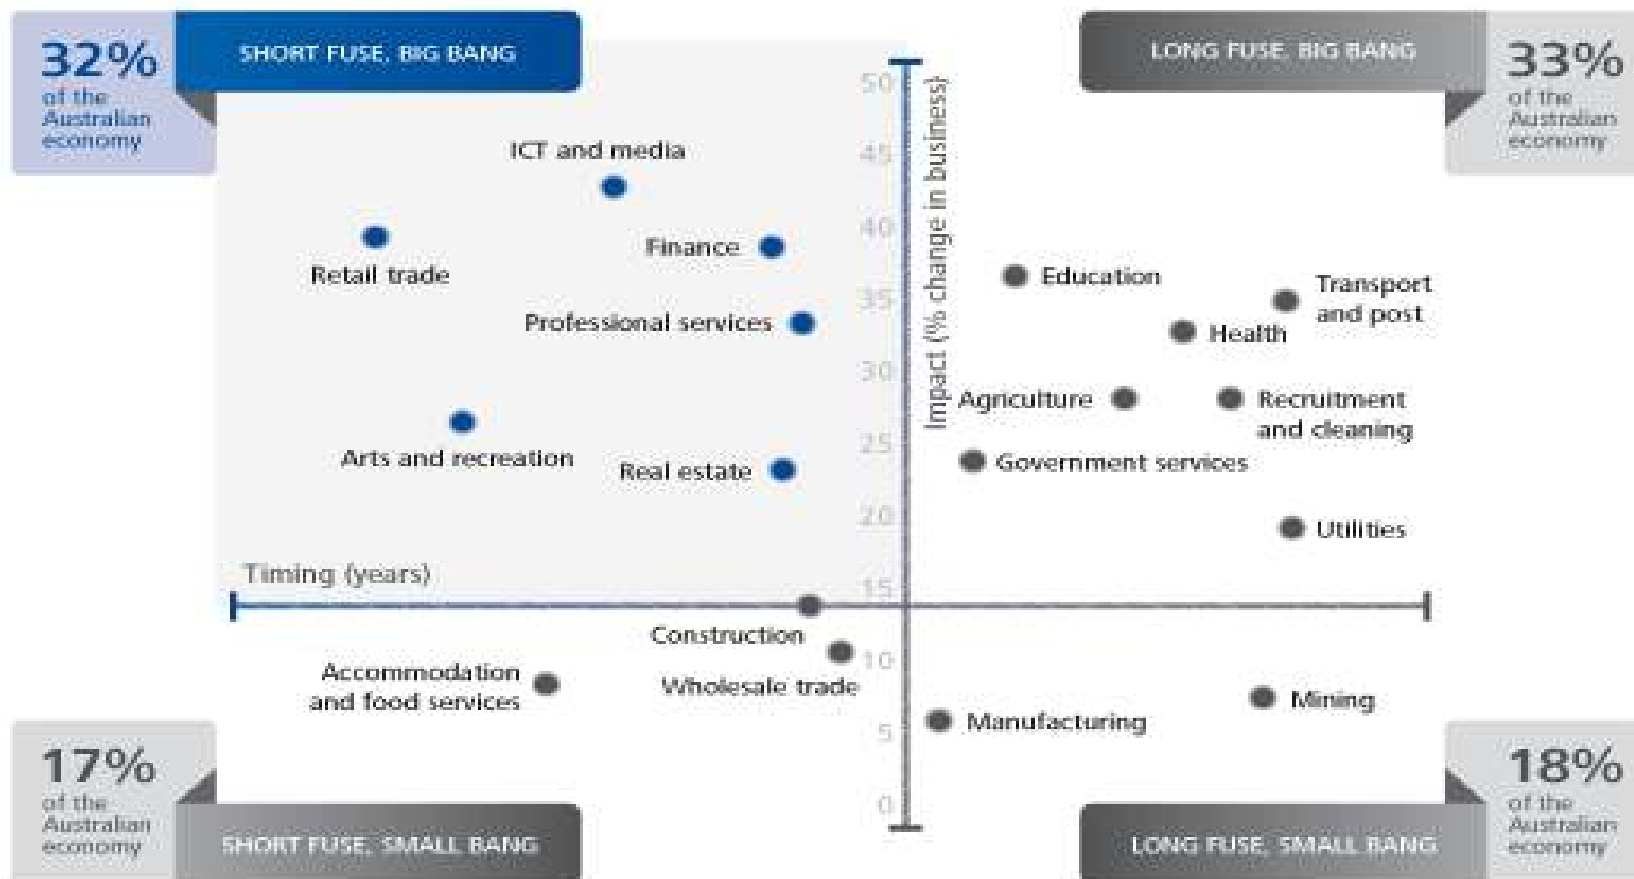 32%
of the
Australian
economy
SHORT FUSE, BIG BANG
LONG FUSE, BIG BANG
33%
of the
Australian
economy
50
45
40
35
30
25
20
15
10
5
0
Impact (% change in business)
Timing (years)
ICT and media
Retail trade
Finance
Professional services
Arts and recreation
Real estate
Education
Transport
and post
Health
Agriculture
Recruitment
and cleaning
Government services
Utilities
Construction
Accommodation
and food services
Wholesale trade
Mining
Manufacturing
17%
of the
Australian
economy
SHORT FUSE, SMALL BANG
LONG FUSE, SMALL BANG
18%
of the
Australian
economy